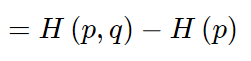 = H (p, q) − H (p)